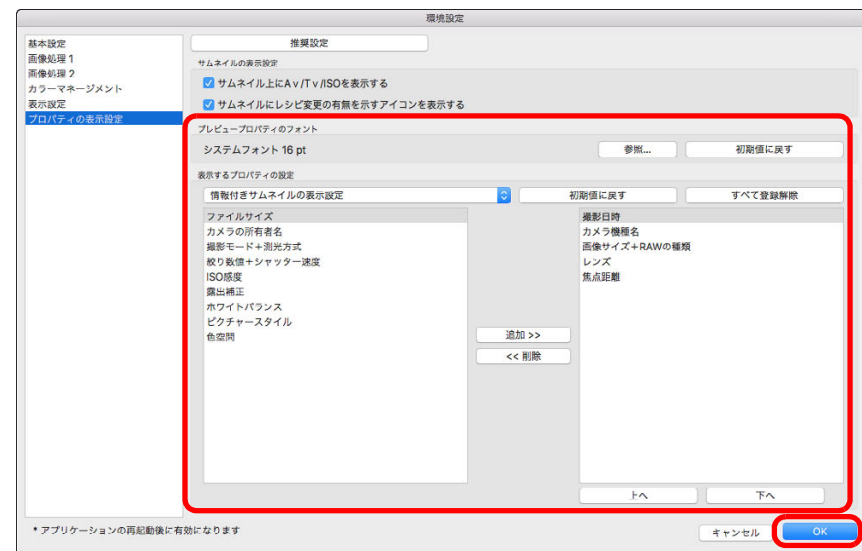 環境設定
基本設定
画像処理 1
画像処理 2
カラーマネージメント
表示設定
プロパティの表示設定
推奨設定
サムネイルの表示設定
サムネイル上にAv/Tv/ISOを表示する
サムネイルにレシピ変更の有無を示すアイコンを表示する
プレビュープロパティのフォント
システムフォント 16 pt
参照...
初期値に戻す
表示するプロパティの設定
情報付きサムネイルの表示設定
初期値に戻す
すべて登録解除
ファイルサイズ
カメラの所有者名
撮影モード+測光方式
絞り数値+シャッター速度
ISO感度
露出補正
ホワイトバランス
ピクチャースタイル
色空間
追加 >>
<< 削除
撮影日時
カメラ機種名
画像サイズ+RAWの種類
レンズ
焦点距離
上へ
下へ
* アプリケーションの再起動後に有効になります
キャンセル
OK